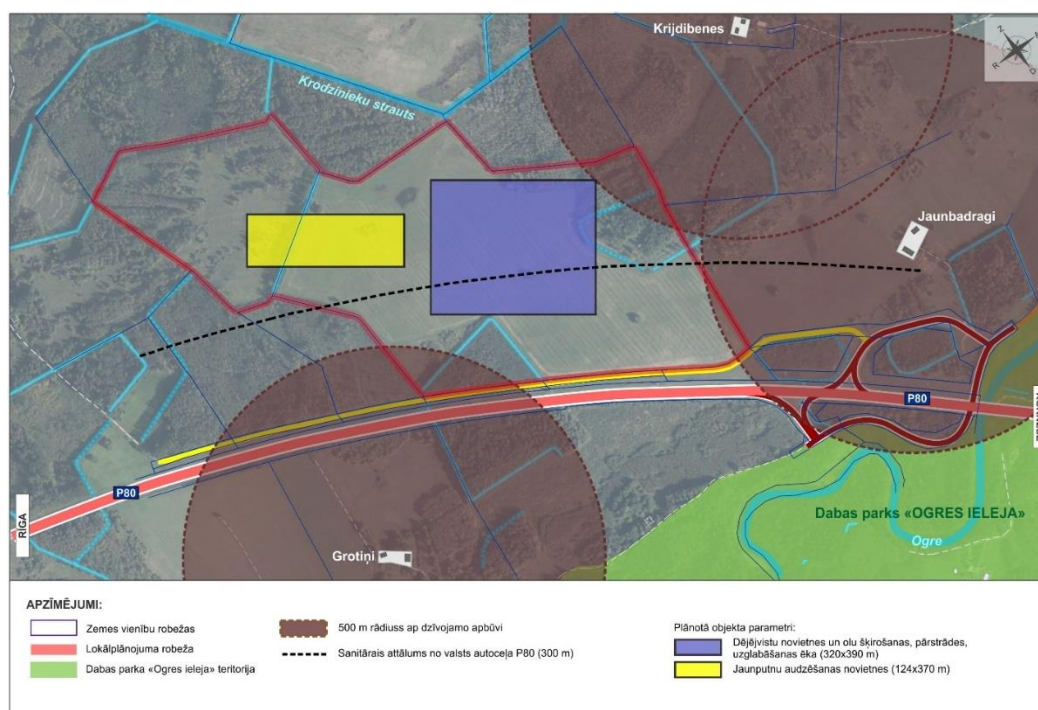 Krijdibenes
Z
A
R
D
Krodzinieku strauts
Jaunbadragi
P80
P80
RĪGA
Dabas parks «OGRES IELEJA»
Ogre
Grotiņi
APZĪMĒJUMI:
Zemes vienību robežas
Lokālplānojuma robeža
Dabas parka «Ogres ieleja» teritorija
500 m rādiuss ap dzīvojamo apbūvi
Sanitārais attālums no valsts autoceļa P80 (300 m)
Plānotā objekta parametri:
Dējējvistu novietnes un olu šķirošanas, pārstrādes,
uzglabāšanas ēka (320x390 m)
Jaunputnu audzēšanas novietnes (124x370 m)